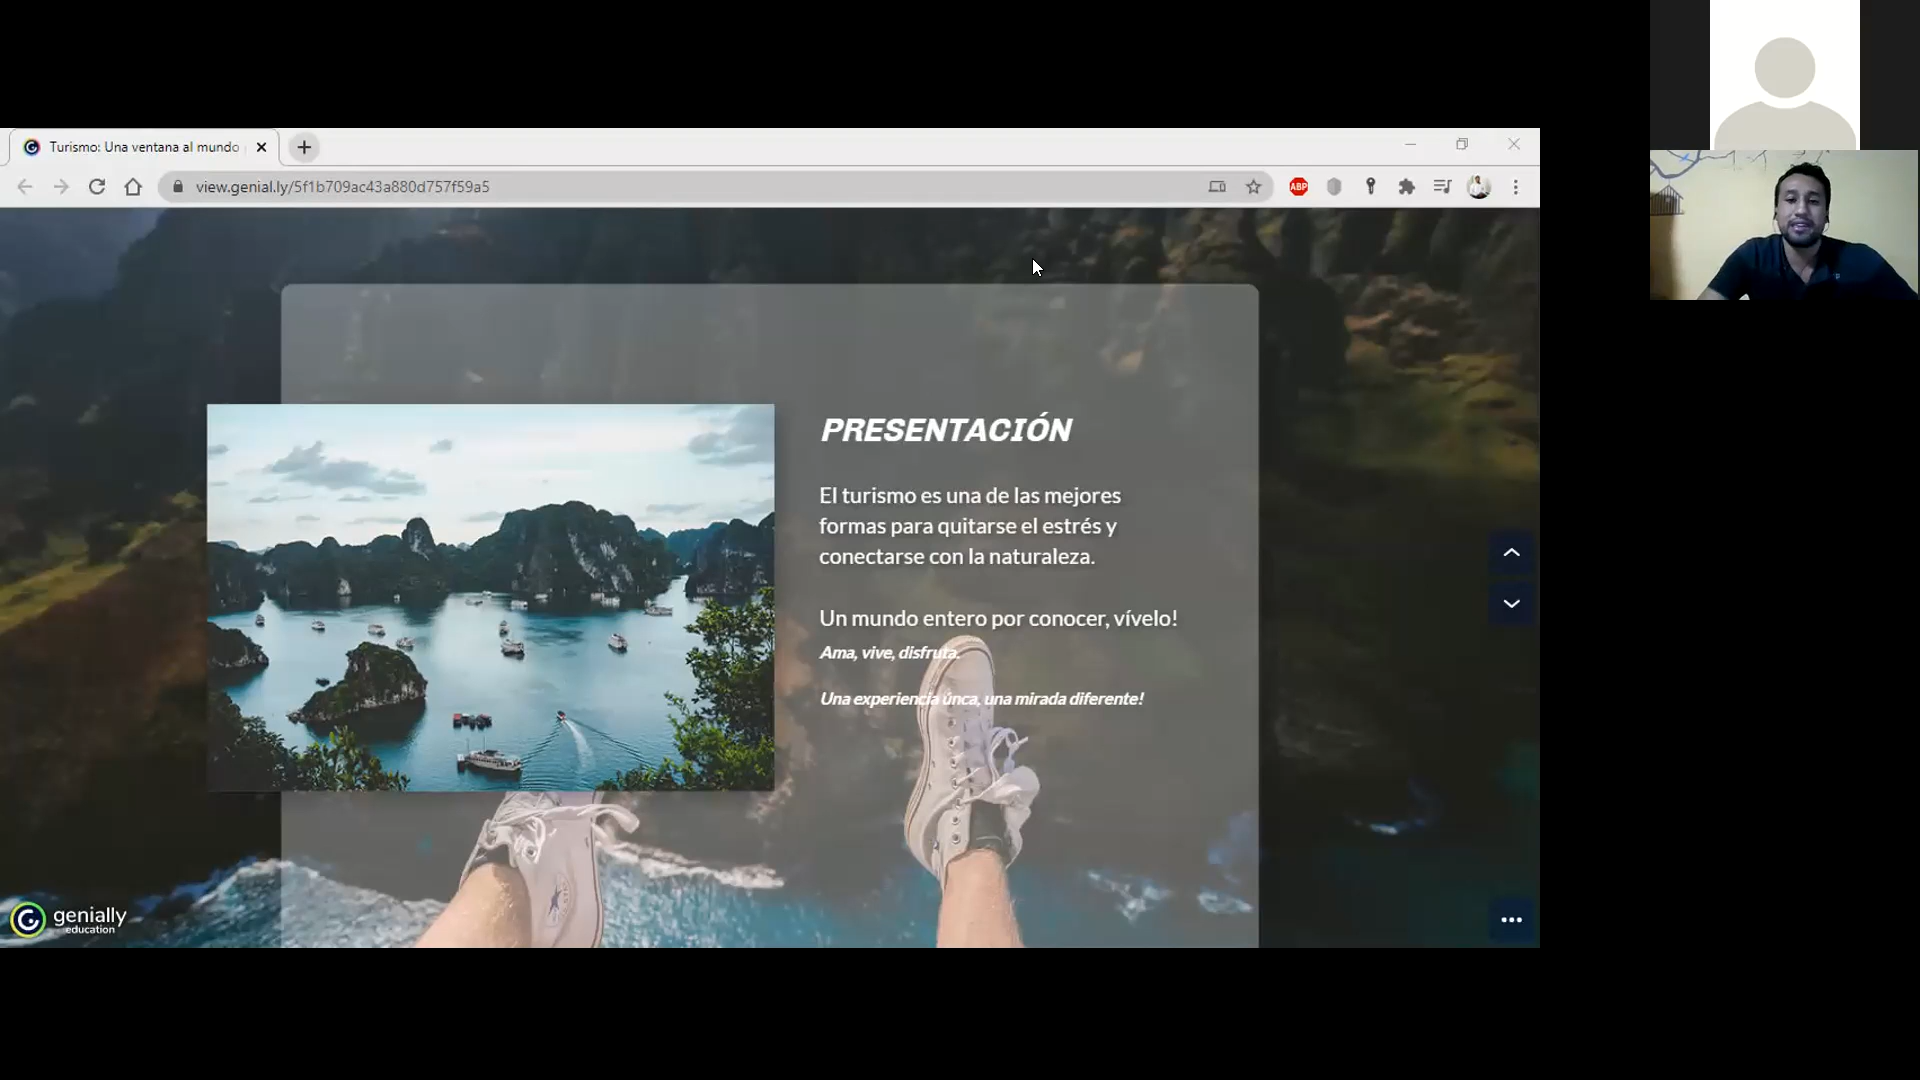 Turismo: Una ventana al mundo
view.genial.ly/5f1b709ac43a880d757f59a5
ABP
PRESENTACIÓN
El turismo es una de las mejores
formas para quitarse el estrés y
conectarse con la naturaleza.
Un mundo entero por conocer, vívelo!
Ama, vive, disfruta.
Una experiencia únca, una mirada diferente!
genially
education